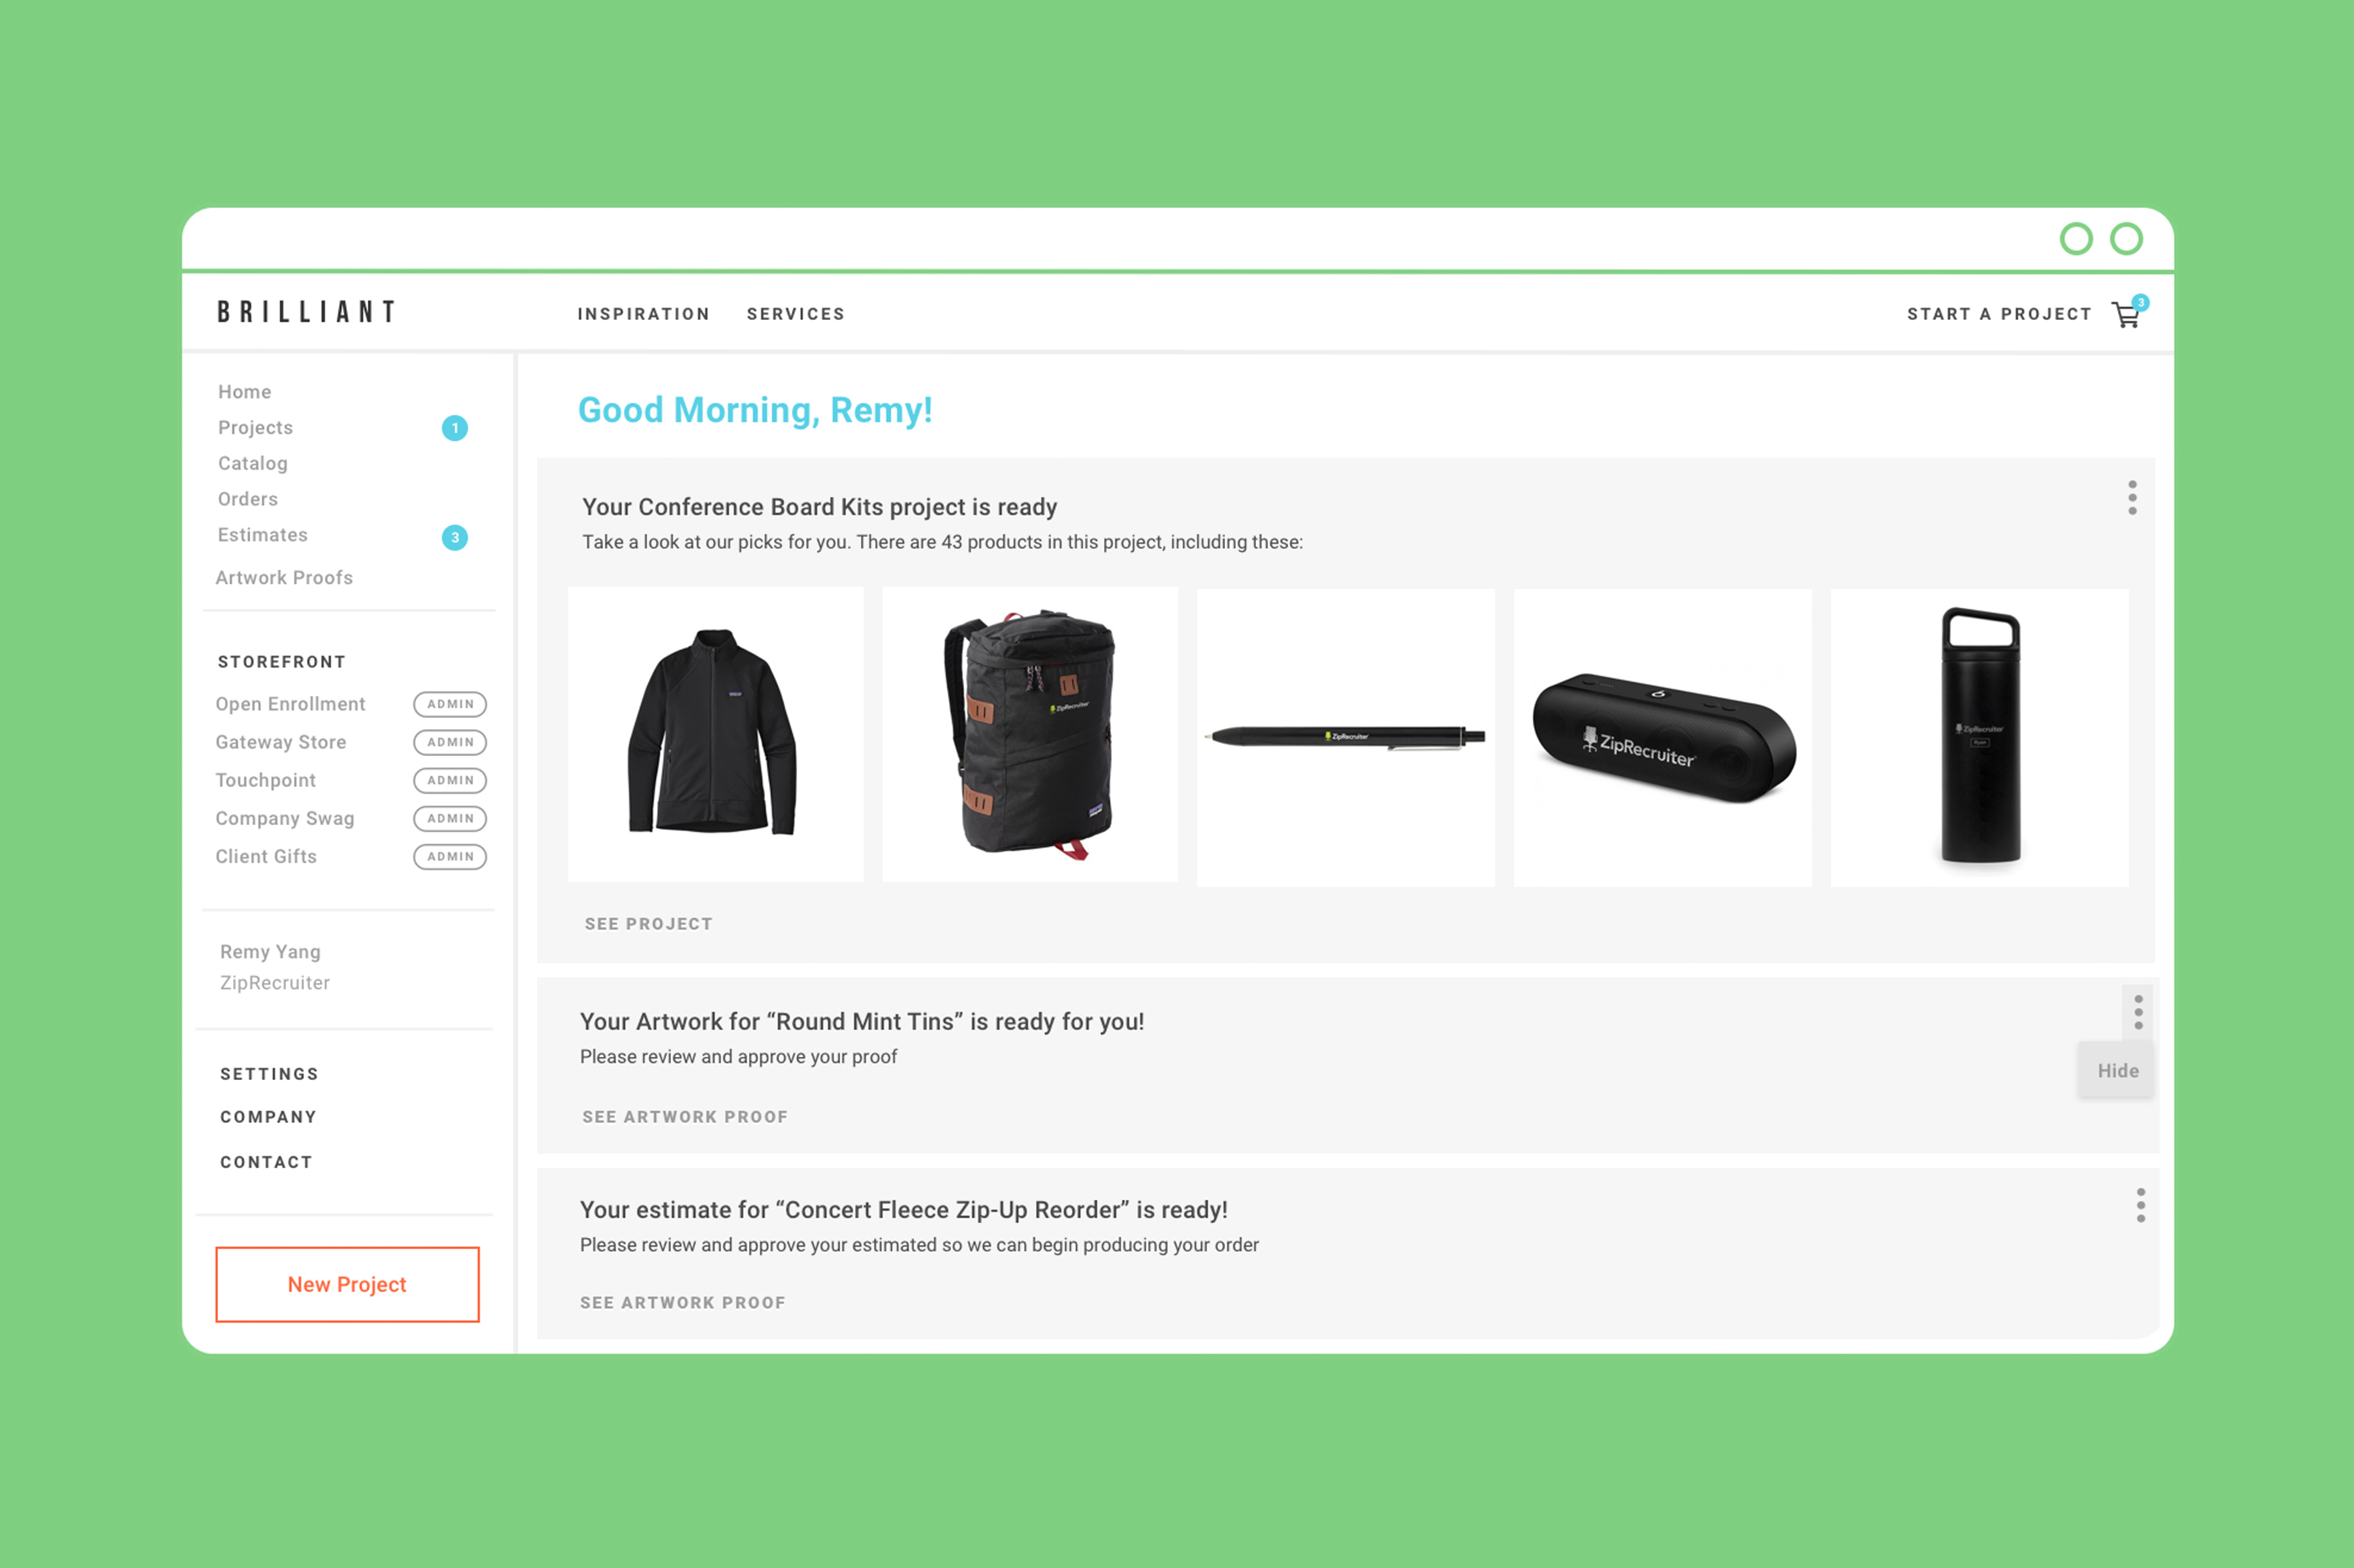 BRILLIANT
INSPIRATION
SERVICES
START A PROJECT
3
Home
Projects
1
Catalog
Orders
Estimates
3
Artwork Proofs
STOREFRONT
Open Enrollment
ADMIN
Gateway Store
ADMIN
Touchpoint
ADMIN
Company Swag
ADMIN
Client Gifts
ADMIN
Remy Yang
ZipRecruiter
SETTINGS
COMPANY
CONTACT
New Project
Good Morning, Remy!
Your Conference Board Kits project is ready
Take a look at our picks for you. There are 43 products in this project, including these:
ZipRecruiter
ZipRecruiter
ZipRecruiter
ZipRecruiter
SEE PROJECT
Your Artwork for “Round Mint Tins” is ready for you!
Please review and approve your proof
Hide
SEE ARTWORK PROOF
Your estimate for “Concert Fleece Zip-Up Reorder” is ready!
Please review and approve your estimated so we can begin producing your order
SEE ARTWORK PROOF